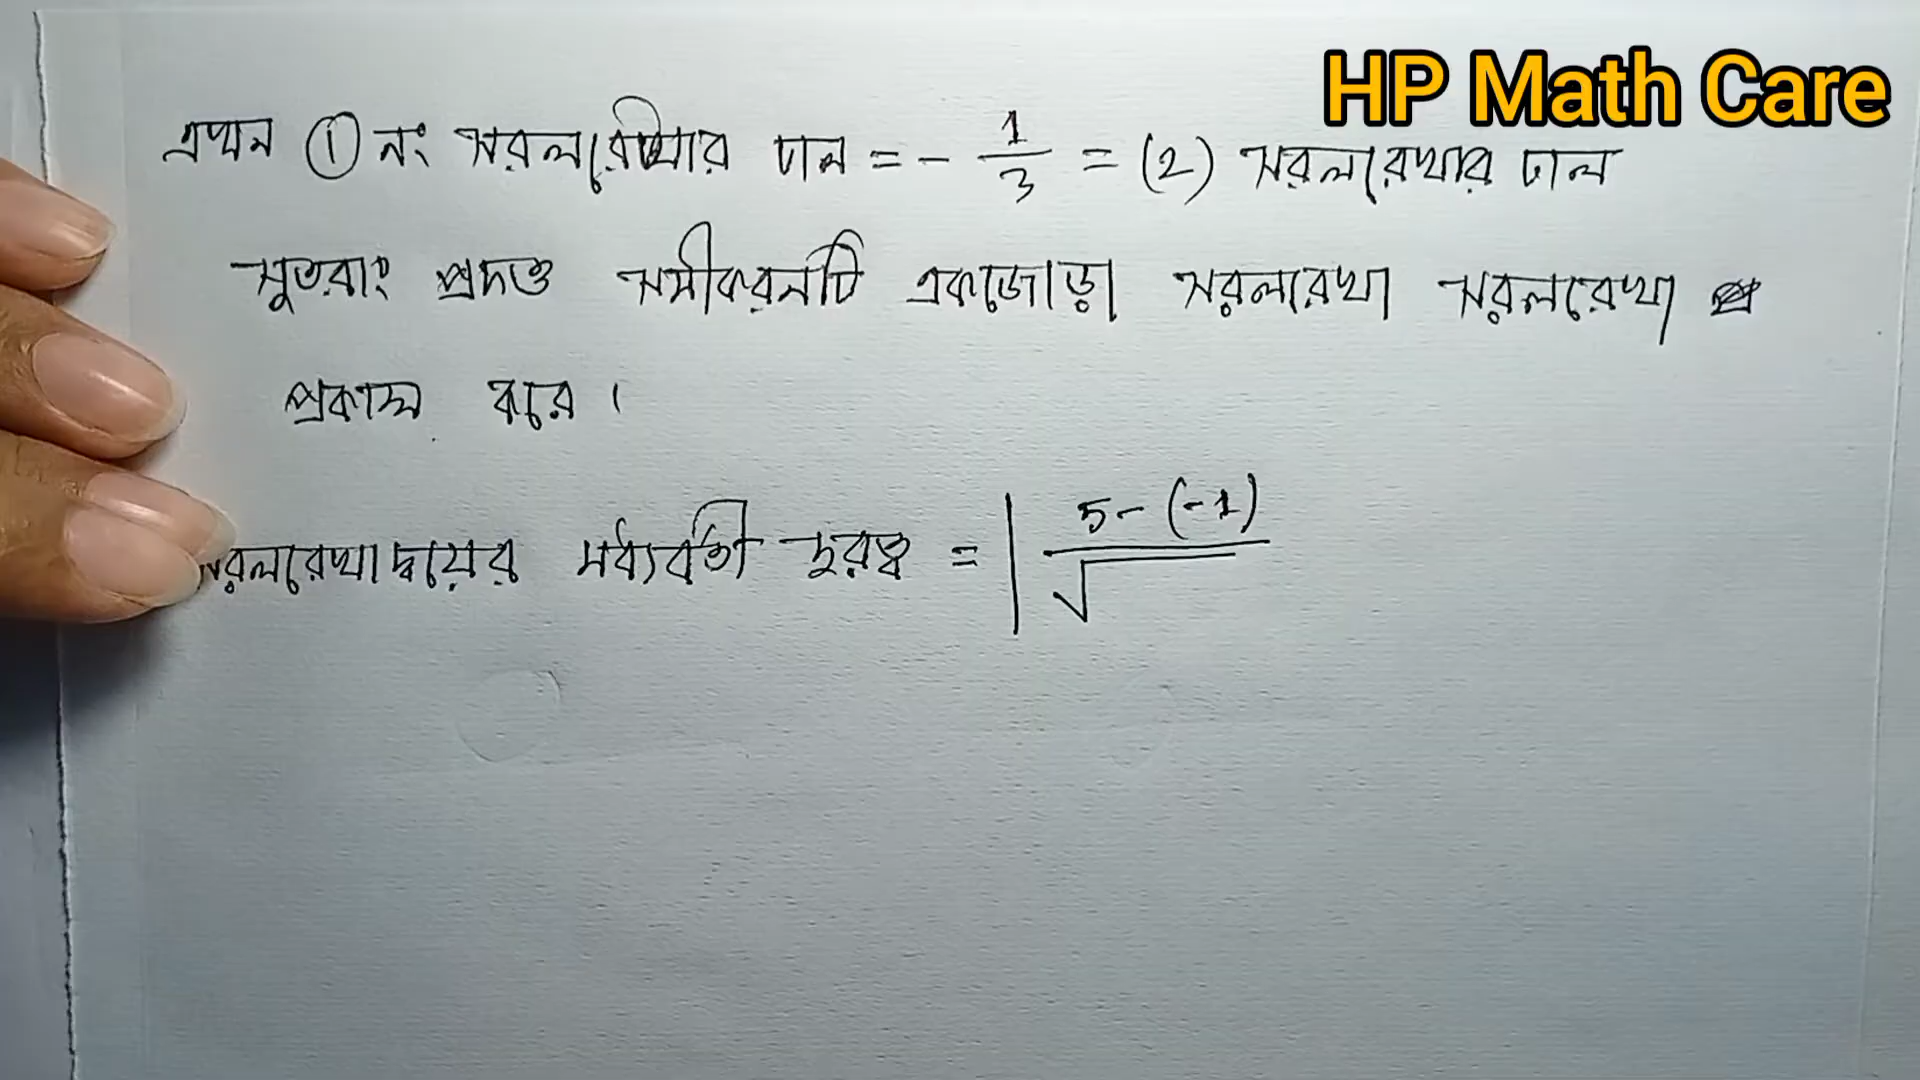 HP Math Care
এখন ① নং সরলরেখার ঢাল = - 1/3 = (2) সরলরেখার ঢাল
সুতরাং প্রদত্ত সমীকরনটি একজোড়া সরলরেখা সরলরেখা
প্রকাশ করে ।
সরলরেখাদ্বয়ের মধ্যবর্তী দূরত্ব = | 5-(-1) / √